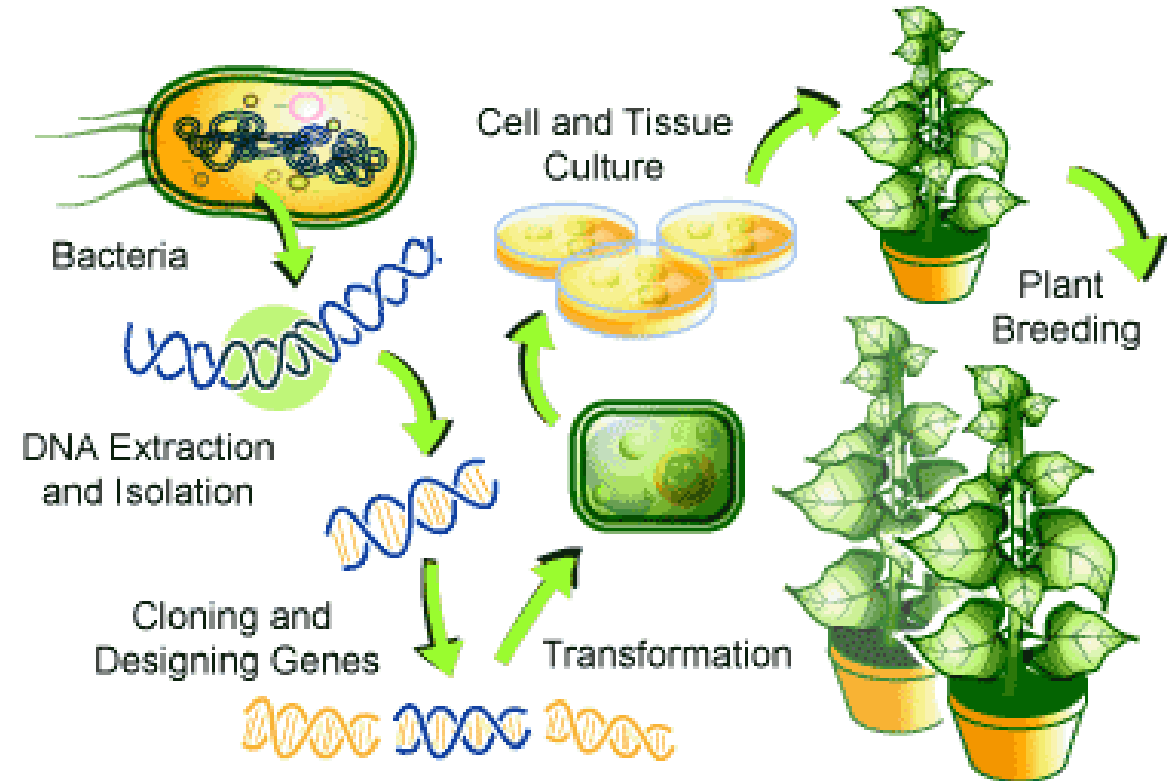 Bacteria
DNA Extraction
and Isolation
Cloning and
Designing Genes
Transformation
Cell and Tissue
Culture
Plant
Breeding